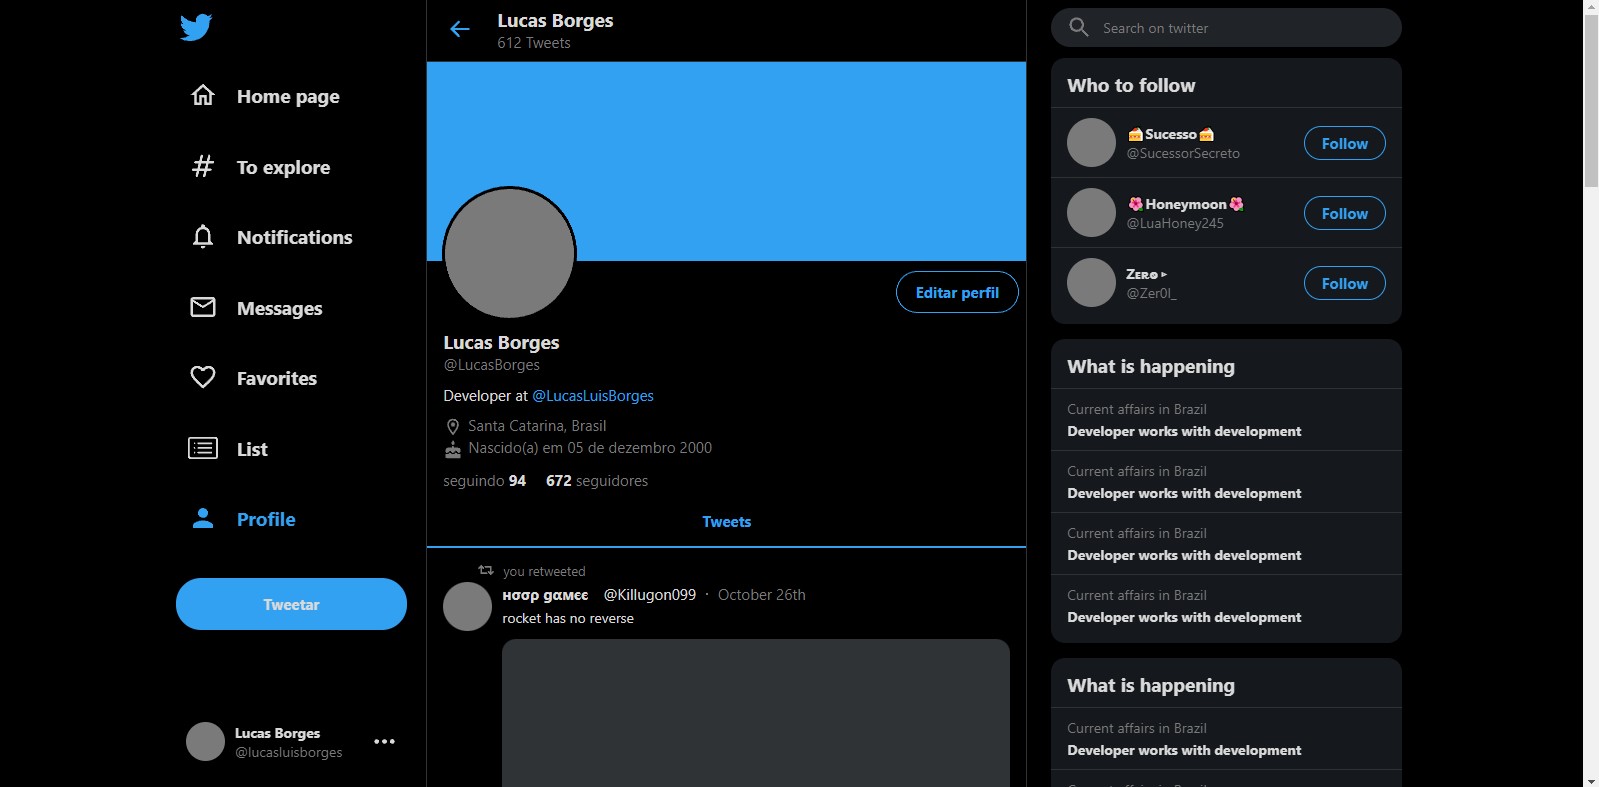 Home page
To explore
Notifications
Messages
Favorites
List
Profile
Tweetar
Lucas Borges
@lucasluisborges
Lucas Borges
612 Tweets
Editar perfil
Lucas Borges
@LucasBorges
Developer at @LucasLuisBorges
Santa Catarina, Brasil
Nascido(a) em 05 de dezembro 2000
seguindo 94 672 seguidores
Tweets
you retweeted
нσσρ gαмєє @Killugon099 · October 26th
rocket has no reverse
Search on twitter
Who to follow
🍰Sucesso🍰
@SucessorSecreto
Follow
🌺Honeymoon🌺
@LuaHoney245
Follow
Zᴇʀᴏ ▸
@Zer0l_
Follow
What is happening
Current affairs in Brazil
Developer works with development
Current affairs in Brazil
Developer works with development
Current affairs in Brazil
Developer works with development
Current affairs in Brazil
Developer works with development
What is happening
Current affairs in Brazil
Developer works with development